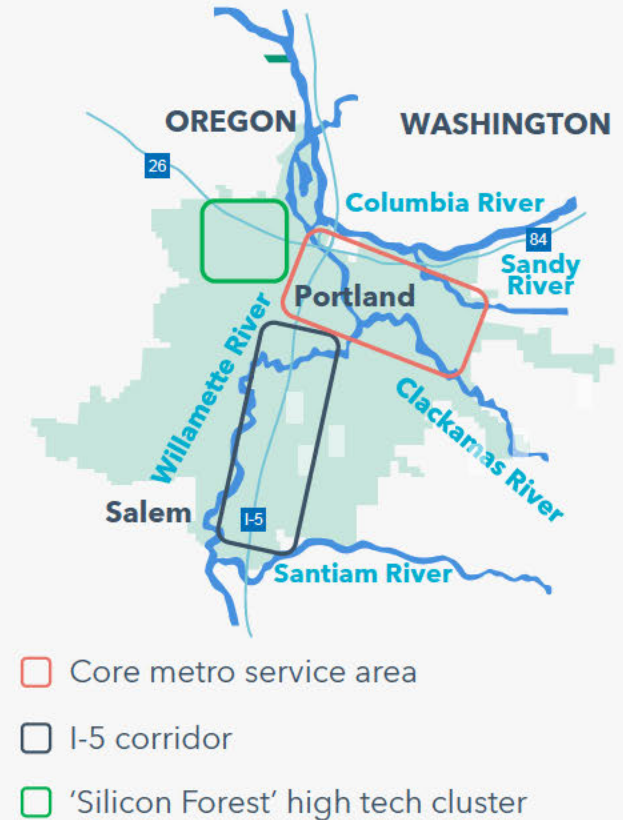 OREGON
WASHINGTON
26
Columbia River
84
Sandy
River
Portland
Willamette River
Clackamas River
Salem
I-5
Santiam River
Core metro service area
I-5 corridor
‘Silicon Forest’ high tech cluster